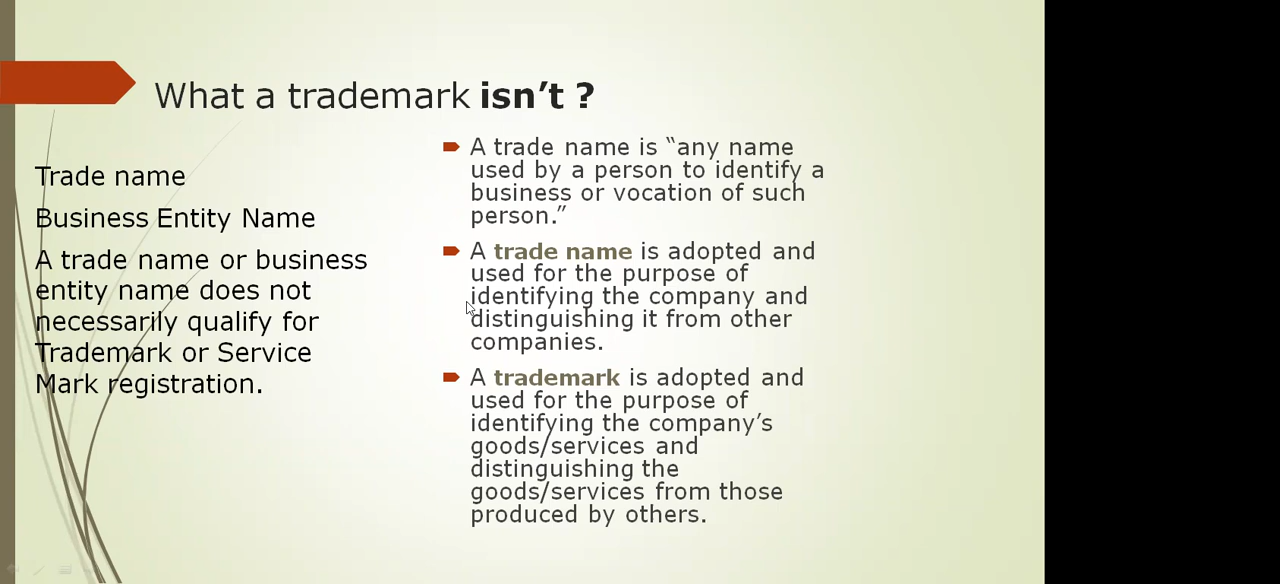 What a trademark isn't ?
Trade name
Business Entity Name
A trade name or business
entity name does not
necessarily qualify for
Trademark or Service
Mark registration.
A trade name is “any name
used by a person to identify a
business or vocation of such
person.”
A trade name is adopted and
used for the purpose of
identifying the company and
distinguishing it from other
companies.
A trademark is adopted and
used for the purpose of
identifying the company’s
goods/services and
distinguishing the
goods/services from those
produced by others.